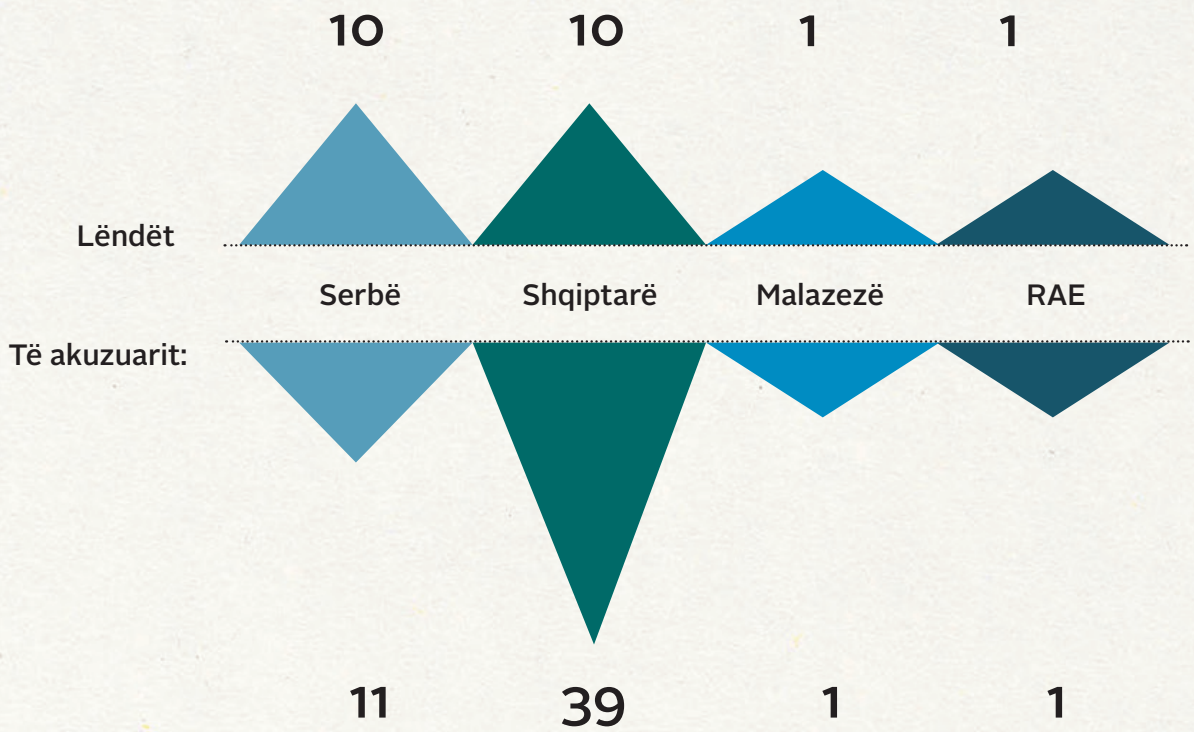 10 10 1 1
Lëndët
Serbë Shqiptarë Malazezë RAE
Të akuzuarit:
11 39 1 1